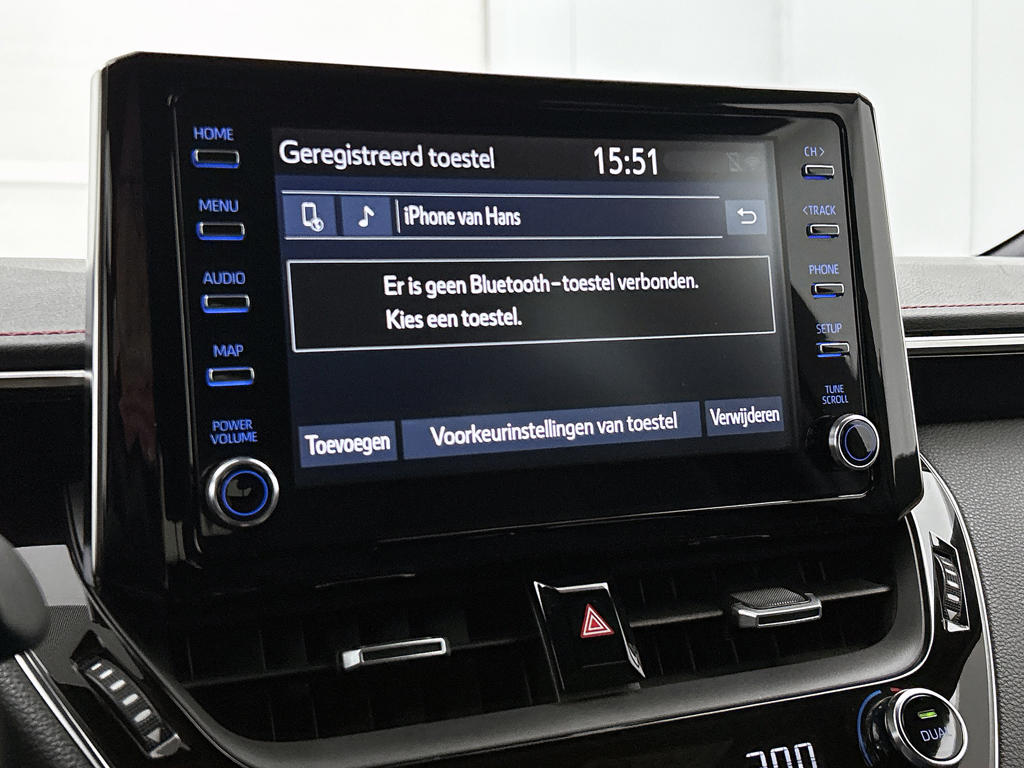 HOME
MENU
AUDIO
MAP
POWER
VOLUME
Geregistreerd toestel 15:51
iPhone van Hans
Er is geen Bluetooth-toestel verbonden.
Kies een toestel.
Toevoegen Voorkeurinstellingen van toestel Verwijderen
CH >
< TRACK
PHONE
SETUP
TUNE
SCROLL
DUAL